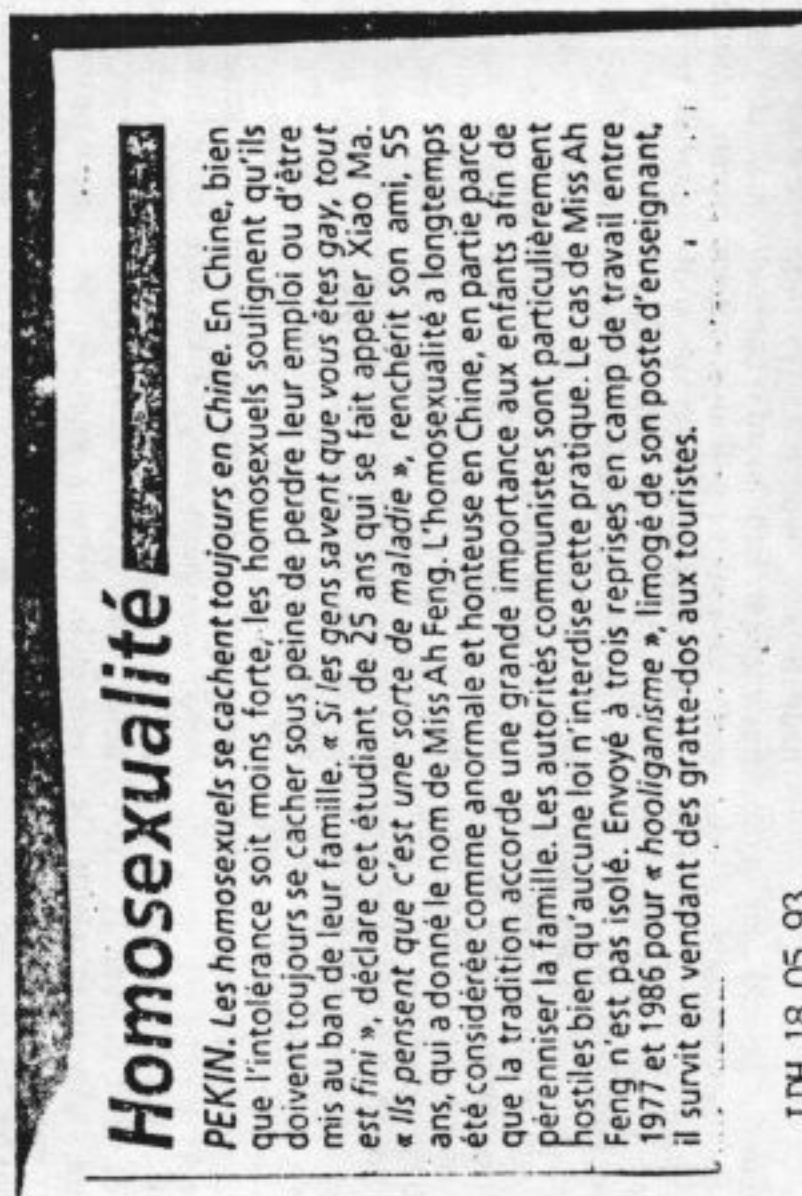 Homosexualité
PEKIN. Les homosexuels se cachent toujours en Chine. En Chine, bien
que l'intolérance soit moins forte, les homosexuels soulignent qu'ils
doivent toujours se cacher sous peine de perdre leur emploi ou d'être
mis au ban de leur famille. « Si les gens savent que vous êtes gay, tout
est fini », déclare cet étudiant de 25 ans qui se fait appeler Xiao Ma.
« Ils pensent que c'est une sorte de maladie », renchérit son ami, 55
ans, qui a donné le nom de Miss Ah Feng. L'homosexualité a longtemps
été considérée comme anormale et honteuse en Chine, en partie parce
que la tradition accorde une grande importance aux enfants afin de
pérenniser la famille. Les autorités communistes sont particulièrement
hostiles bien qu'aucune loi n'interdise cette pratique. Le cas de Miss Ah
Feng n'est pas isolé. Envoyé à trois reprises en camp de travail entre
1977 et 1986 pour « hooliganisme », limogé de son poste d'enseignant,
il survit en vendant des gratte-dos aux touristes.
18 05 93